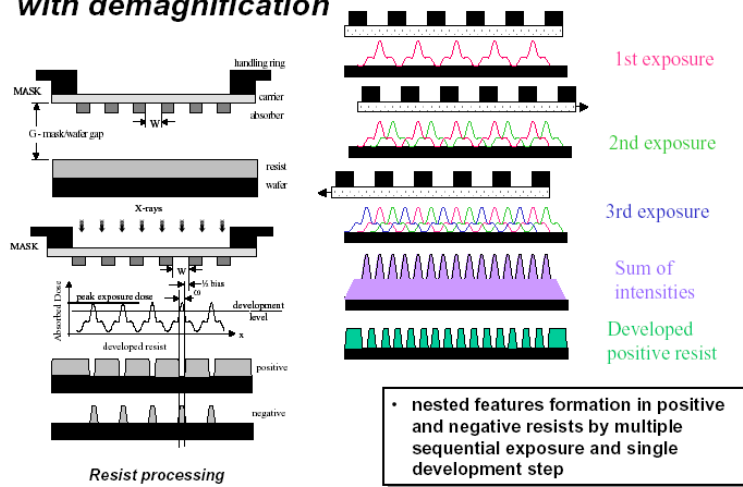 with demagnification
handling ring
MASK
carrier
absorber
W
G - mask/wafer gap
resist
wafer
X-rays
MASK
W
½ bias
ω
Absorbed Dose
peak exposure dose
development
level
x
developed resist
positive
negative
Resist processing
1st exposure
2nd exposure
3rd exposure
Sum of
intensities
Developed
positive resist
• nested features formation in positive
and negative resists by multiple
sequential exposure and single
development step